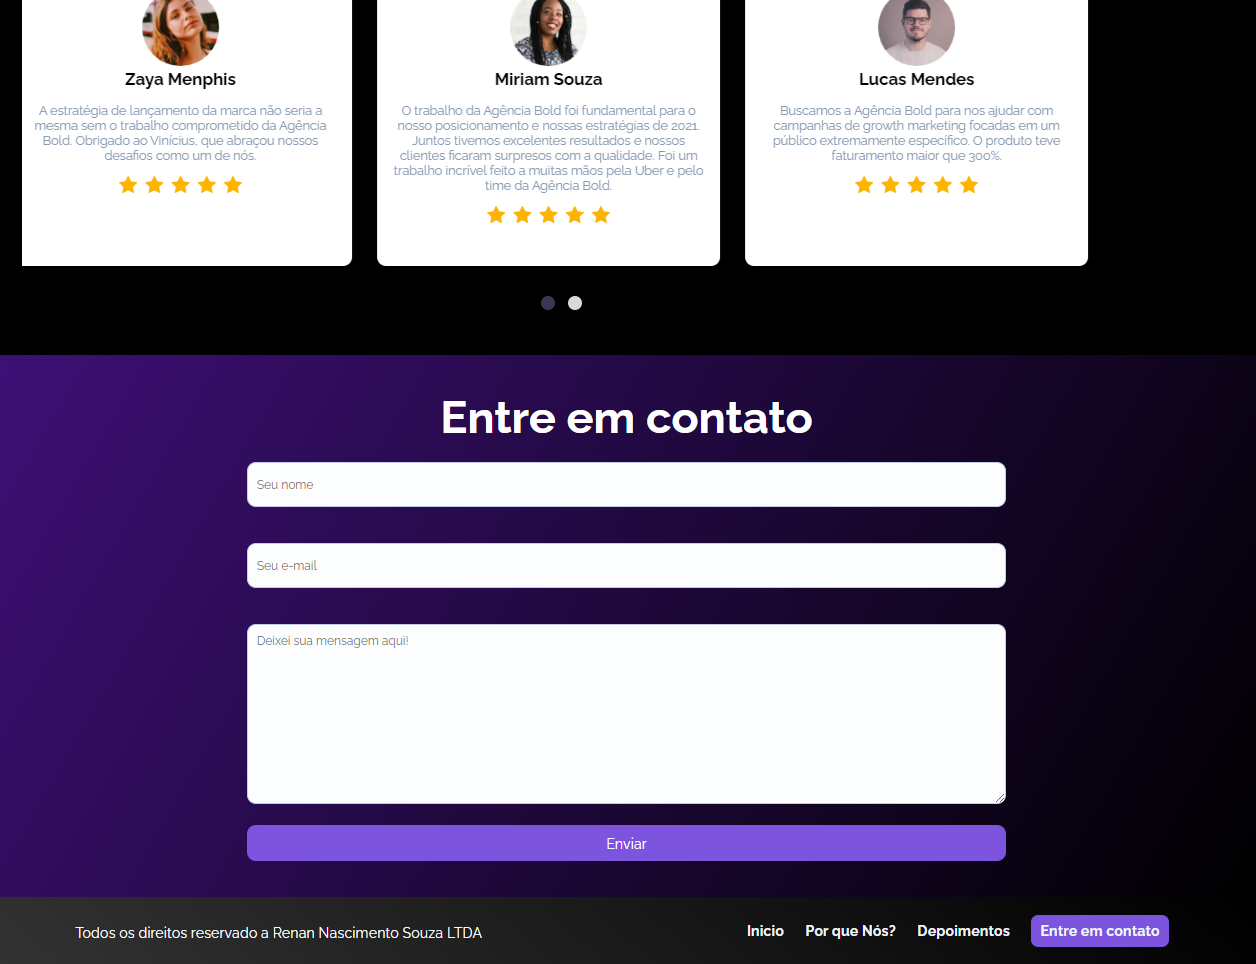 Zaya Menphis
A estratégia de lançamento da marca não seria a
mesma sem o trabalho comprometido da Agência
Bold. Obrigado ao Vinícius, que abraçou nossos
desafios como um de nós.
Miriam Souza
O trabalho da Agência Bold foi fundamental para o
nosso posicionamento e nossas estratégias de 2021.
Juntos tivemos excelentes resultados e nossos
clientes ficaram surpresos com a qualidade. Foi um
trabalho incrível feito a muitas mãos pela Uber e pelo
time da Agência Bold.
Lucas Mendes
Buscamos a Agência Bold para nos ajudar com
campanhas de growth marketing focadas em um
público extremamente específico. O produto teve
faturamento maior que 300%.
Entre em contato
Seu nome
Seu e-mail
Deixei sua mensagem aqui!
Enviar
Todos os direitos reservado a Renan Nascimento Souza LTDA
Inicio
Por que Nós?
Depoimentos
Entre em contato